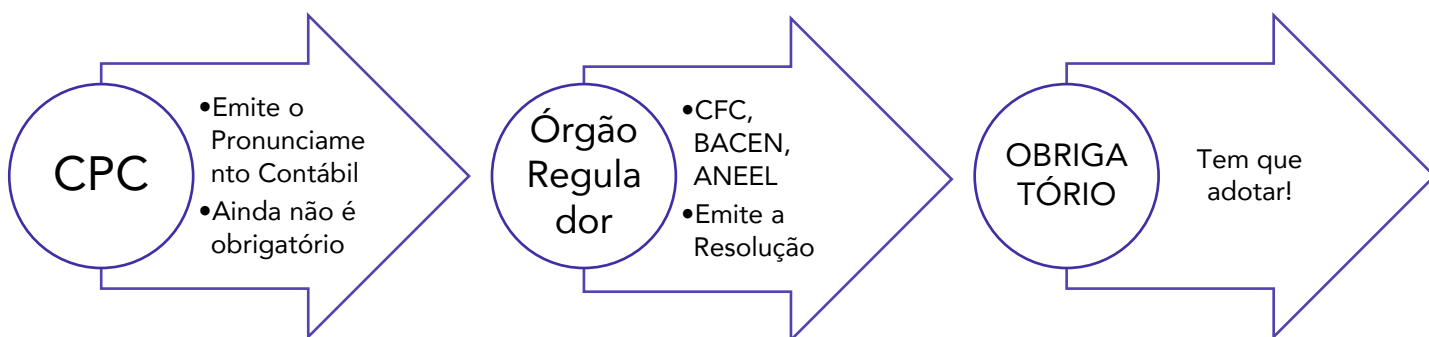 CPC
•Emite o
Pronunciame
nto Contábil
•Ainda não é
obrigatório
Órgão
Regula
dor
•CFC,
BACEN,
ANEEL
•Emite a
Resolução
OBRIGA
TÓRIO
Tem que
adotar!